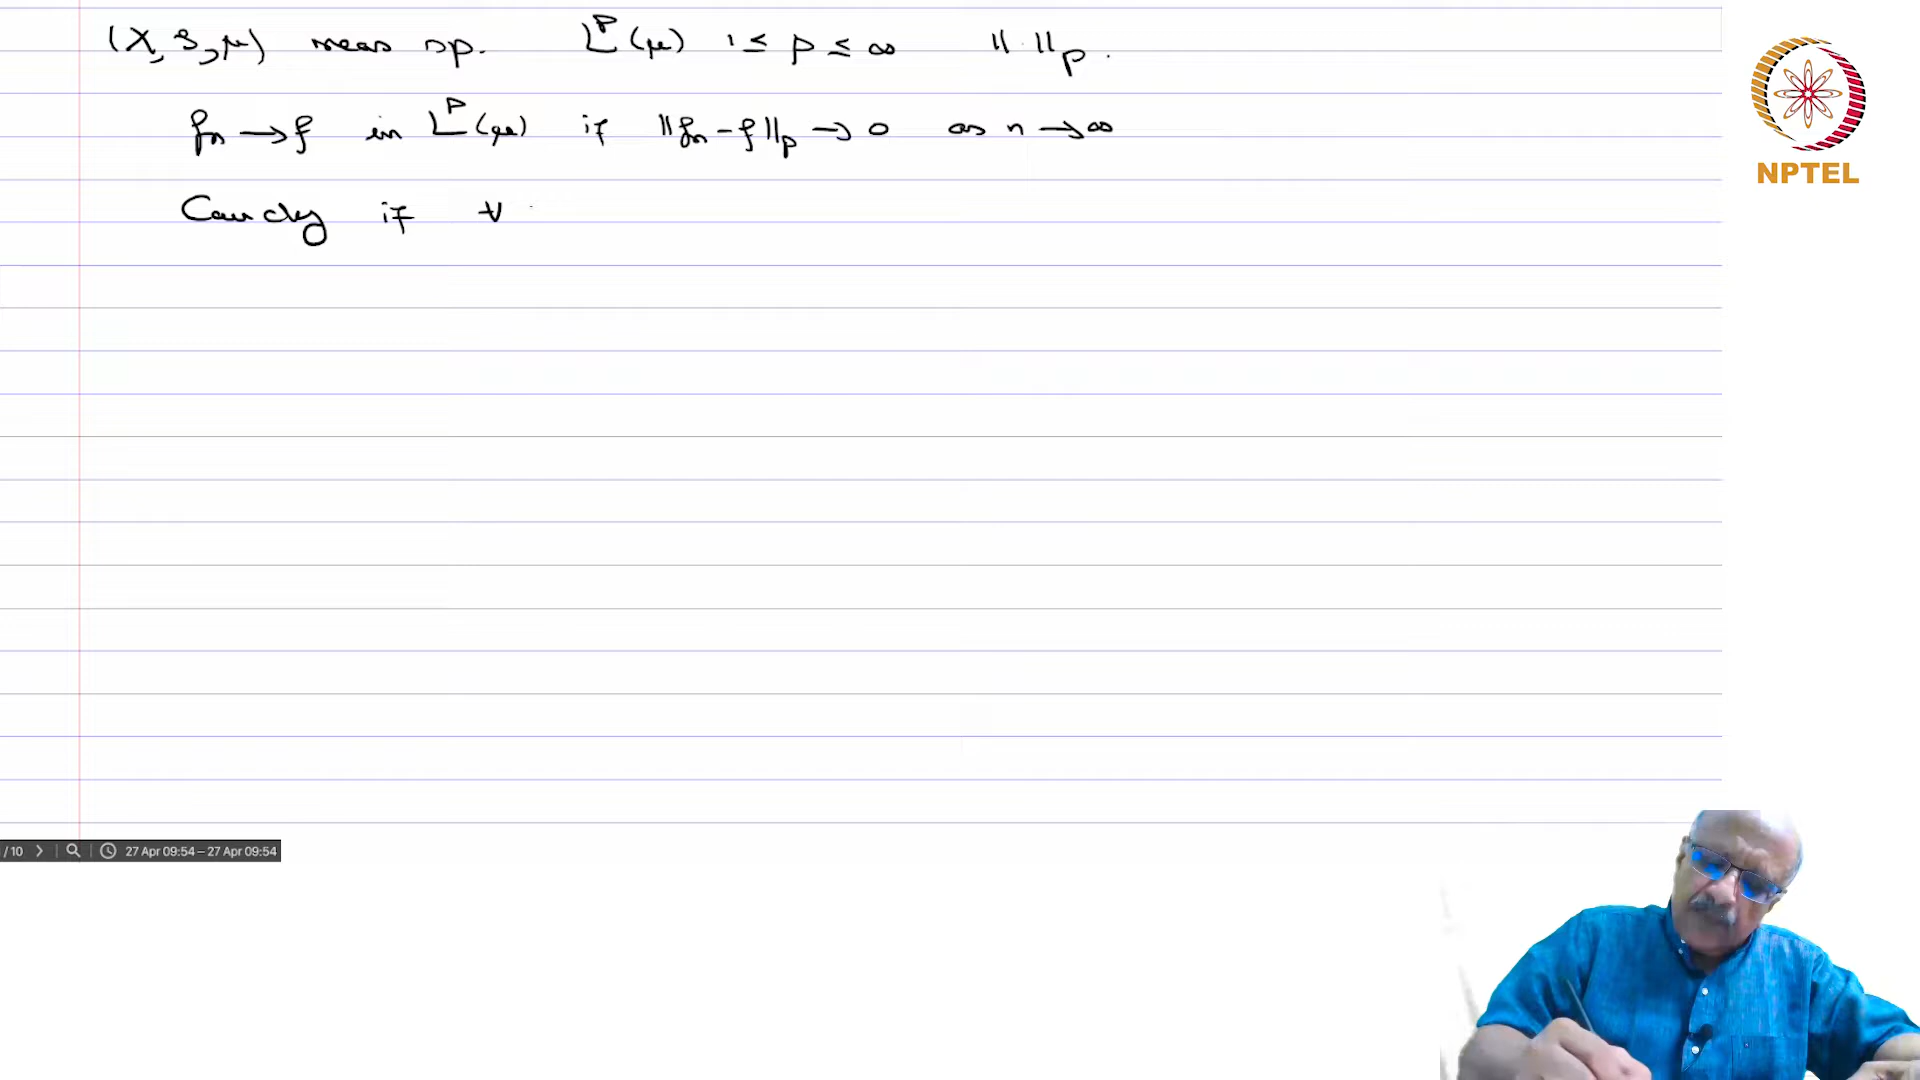 (X, S, μ) meas sp. L^p(μ) 1 ≤ p ≤ ∞ ‖·‖_p.
f_n → f in L^p(μ) if ‖f_n - f‖_p → 0 as n → ∞
Cauchy if ∀
NPTEL
/10 > 27 Apr 09:54 – 27 Apr 09:54